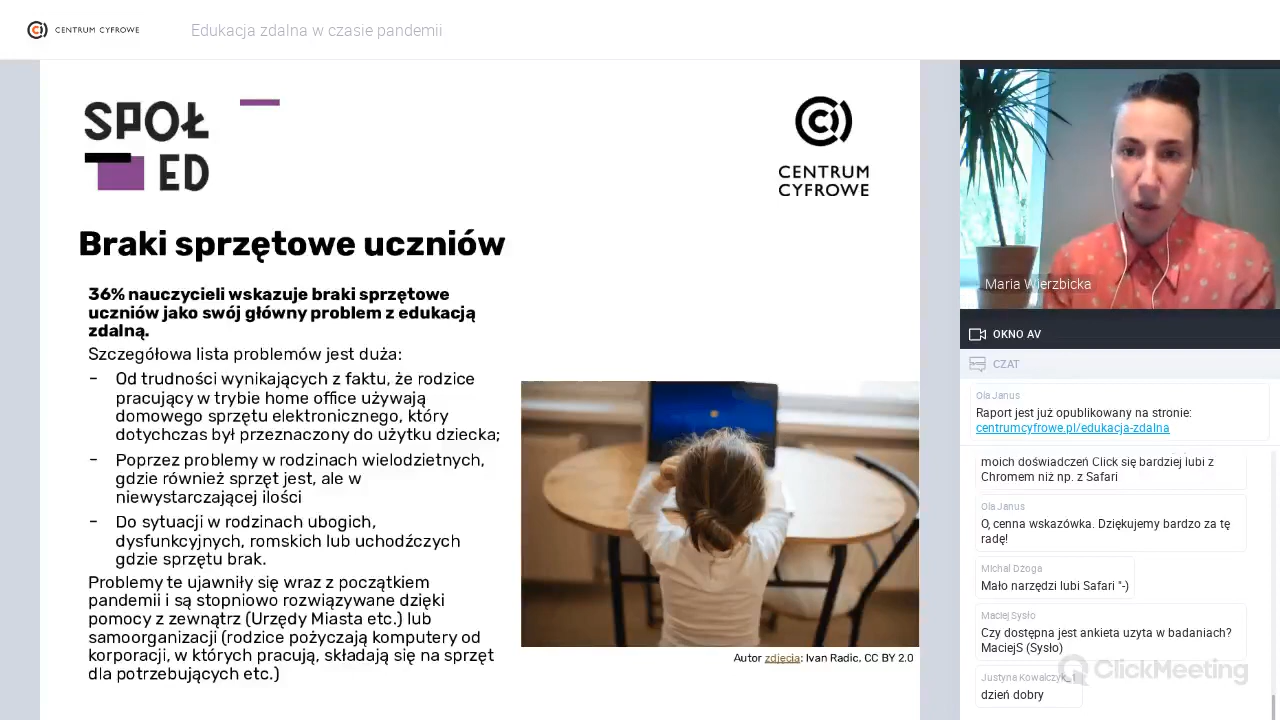 CENTRUM CYFROWE
Edukacja zdalna w czasie pandemii
SPOŁ
ED
CENTRUM
CYFROWE
Braki sprzętowe uczniów
36% nauczycieli wskazuje braki sprzętowe
uczniów jako swój główny problem z edukacją
zdalną.
Szczegółowa lista problemów jest duża:
- Od trudności wynikających z faktu, że rodzice
pracujący w trybie home office używają
domowego sprzętu elektronicznego, który
dotychczas był przeznaczony do użytku dziecka;
- Poprzez problemy w rodzinach wielodzietnych,
gdzie również sprzęt jest, ale w
niewystarczającej ilości
- Do sytuacji w rodzinach ubogich,
dysfunkcyjnych, romskich lub uchodźczych
gdzie sprzętu brak.
Problemy te ujawniły się wraz z początkiem
pandemii i są stopniowo rozwiązywane dzięki
pomocy z zewnątrz (Urzędy Miasta etc.) lub
samoorganizacji (rodzice pożyczają komputery od
korporacji, w których pracują, składają się na sprzęt
dla potrzebujących etc.)
Autor zdjęcia: Ivan Radic, CC BY 2.0
Maria Wierzbicka
OKNO AV
CZAT
Ola Janus
Raport jest już opublikowany na stronie:
centrumcyfrowe.pl/edukacja-zdalna
moich doświadczeń Click się bardziej lubi z
Chromem niż np. z Safari
Ola Janus
O, cenna wskazówka. Dziękujemy bardzo za tę
radę!
Michal Dżoga
Mało narzędzi lubi Safari "-)
Maciej Sysło
Czy dostępna jest ankieta uzyta w badaniach?
MaciejS (Sysło)
Justyna Kowalczyk
dzień dobry
ClickMeeting